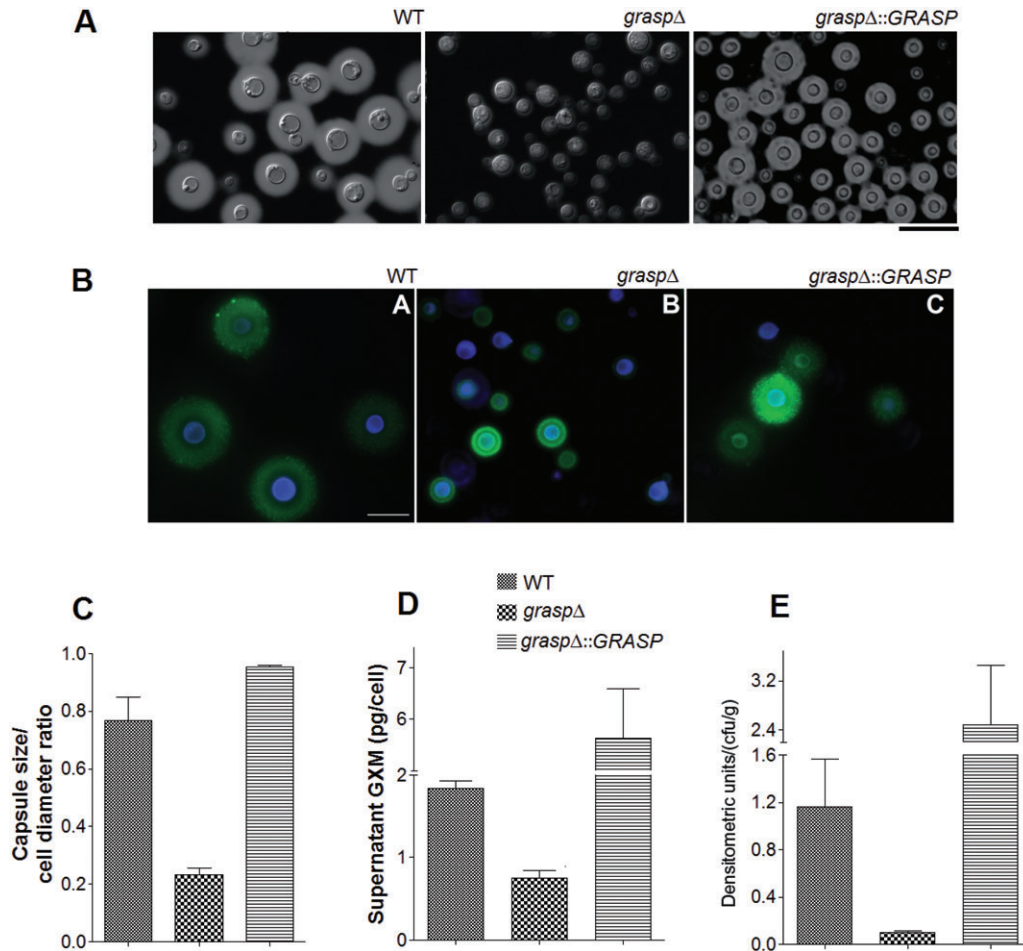 A
WT
graspΔ
graspΔ::GRASP
B
WT
graspΔ
graspΔ::GRASP
A
B
C
WT
graspΔ
graspΔ::GRASP
C
1.0
0.8
0.6
0.4
0.2
0.0
Capsule size/
cell diameter ratio
D
7
6
2
1
0
Supernatant GXM (pg/cell)
E
3.2
2.4
1.6
1.2
0.8
0.4
0.0
Densitometric units/(cfu/g)